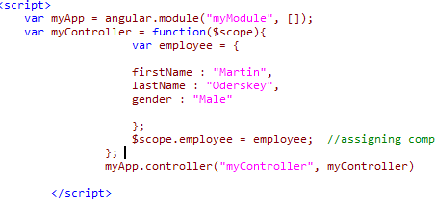 <script>
var myApp = angular.module("myModule", []);
var myController = function($scope){
var employee = {
firstName : "Martin",
lastName : "Oderskey",
gender : "Male"
};
$scope.employee = employee; //assigning comp
};
myApp.controller("myController", myController)
</script>